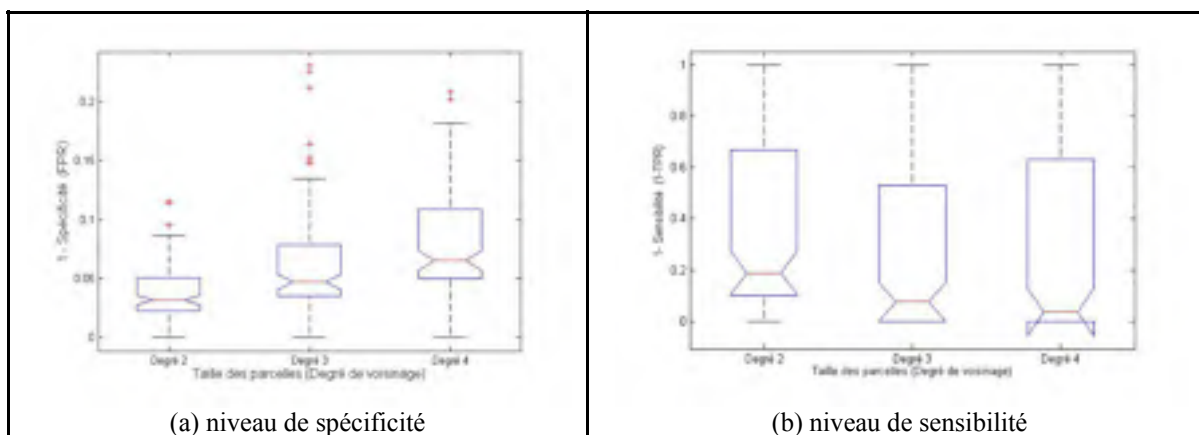 0.2
0.15
0.1
0.05
0
1 - Spécificité (FPR)
Degré 2 Degré 3 Degré 4
Taille des parcelles (Degré de voisinage)
(a) niveau de spécificité
1
0.8
0.6
0.4
0.2
0
1- Sensibilité (1-TPR)
Degré 2 Degré 3 Degré 4
Taille des parcelles (Degré de voisinage)
(b) niveau de sensibilité